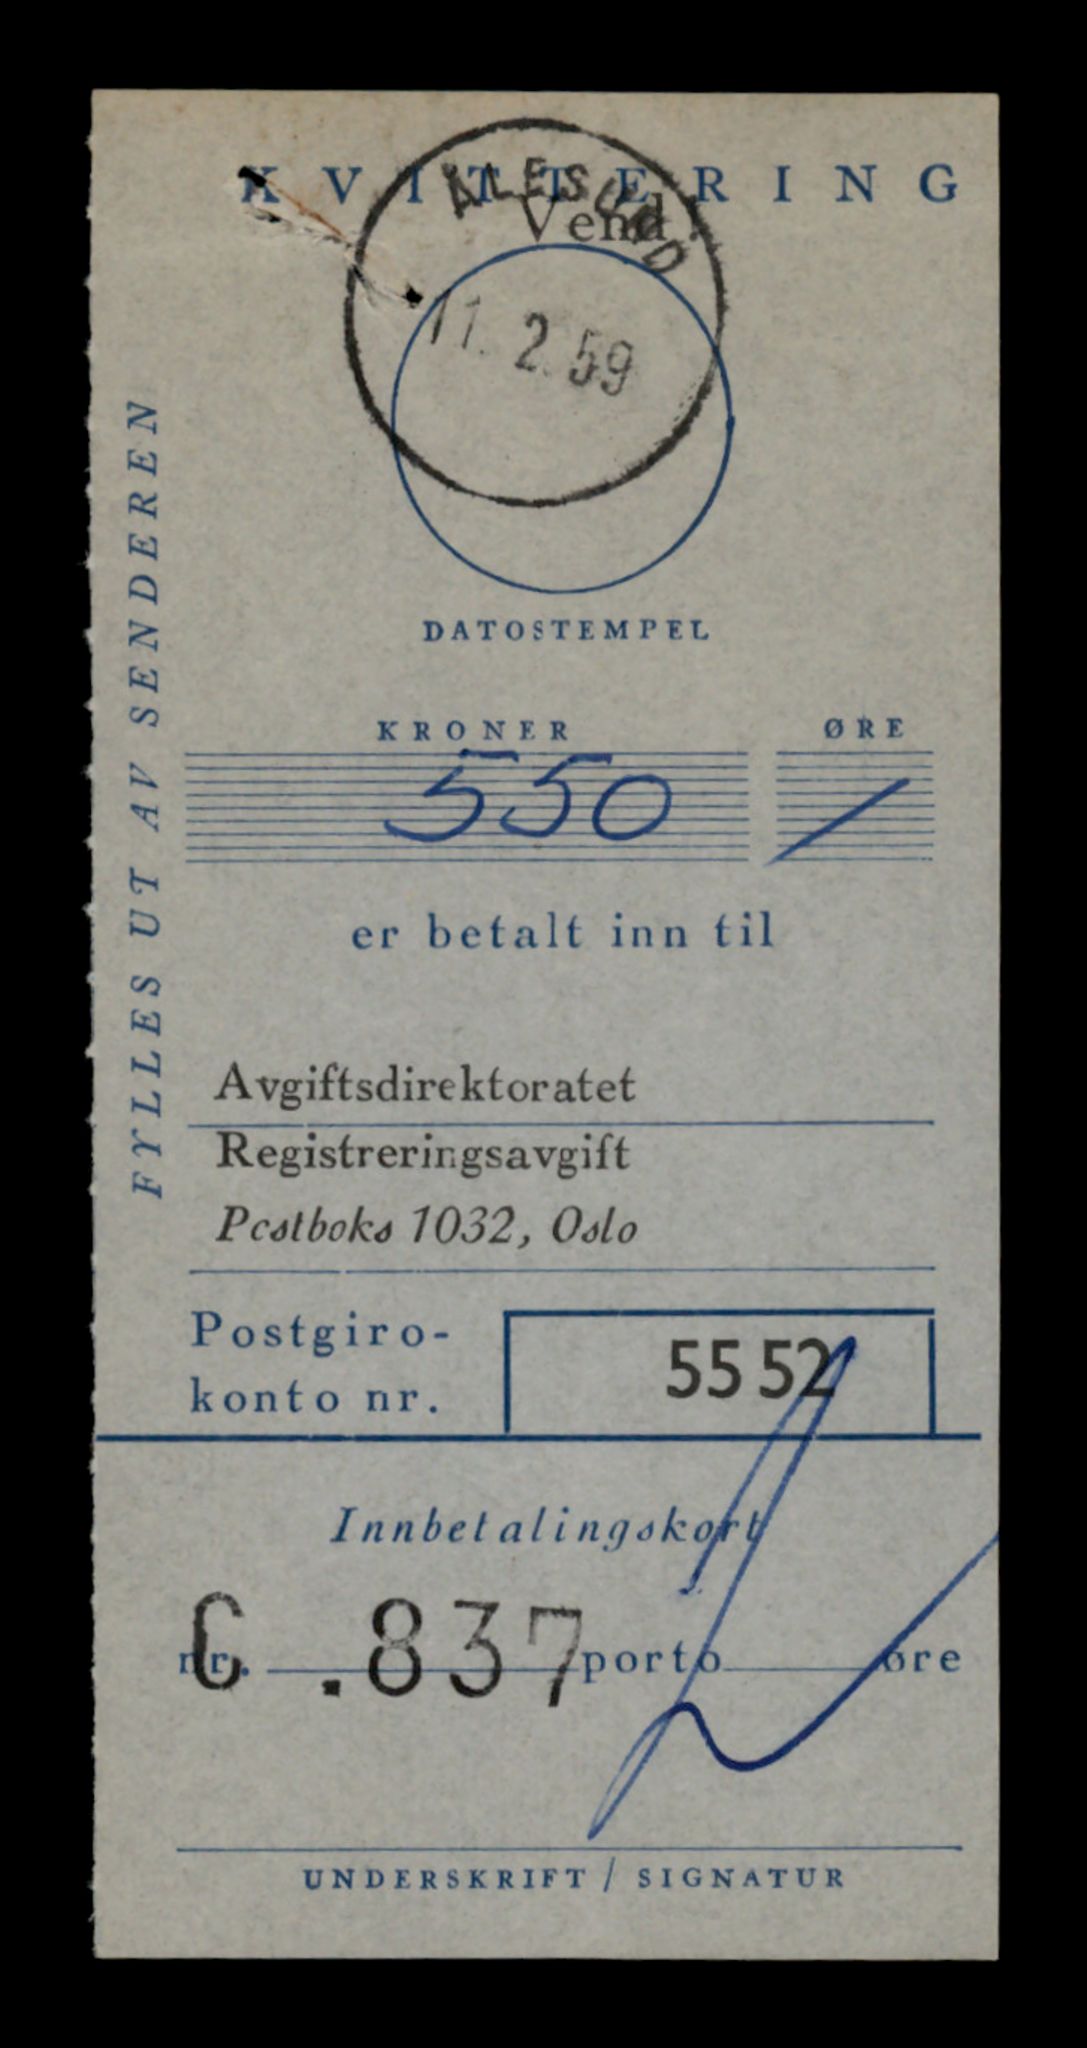 KVITTERING
Vend!
ÅLESUND
11.2.59
DATOSTEMPEL
KRONER ØRE
550 /
er betalt inn til
Avgiftsdirektoratet
Registreringsavgift
Postboks 1032, Oslo
Postgiro-
konto nr. 5552
Innbetalingskort
nr. C .837 porto øre
UNDERSKRIFT / SIGNATUR
FYLLES UT AV SENDEREN